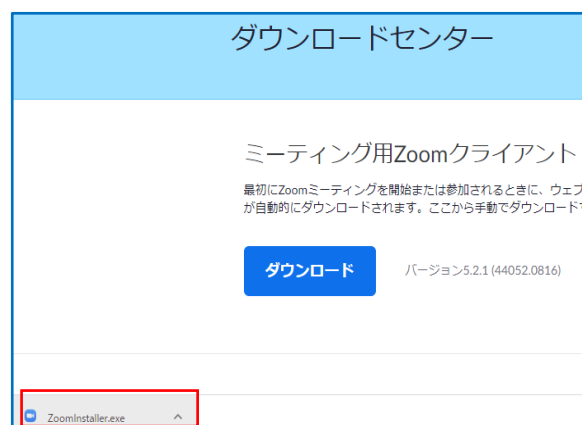 ダウンロードセンター
ミーティング用Zoomクライアント
最初にZoomミーティングを開始または参加されるときに、ウェブ
が自動的にダウンロードされます。ここから手動でダウンロード
ダウンロード
バージョン5.2.1 (44052.0816)
ZoomInstaller.exe